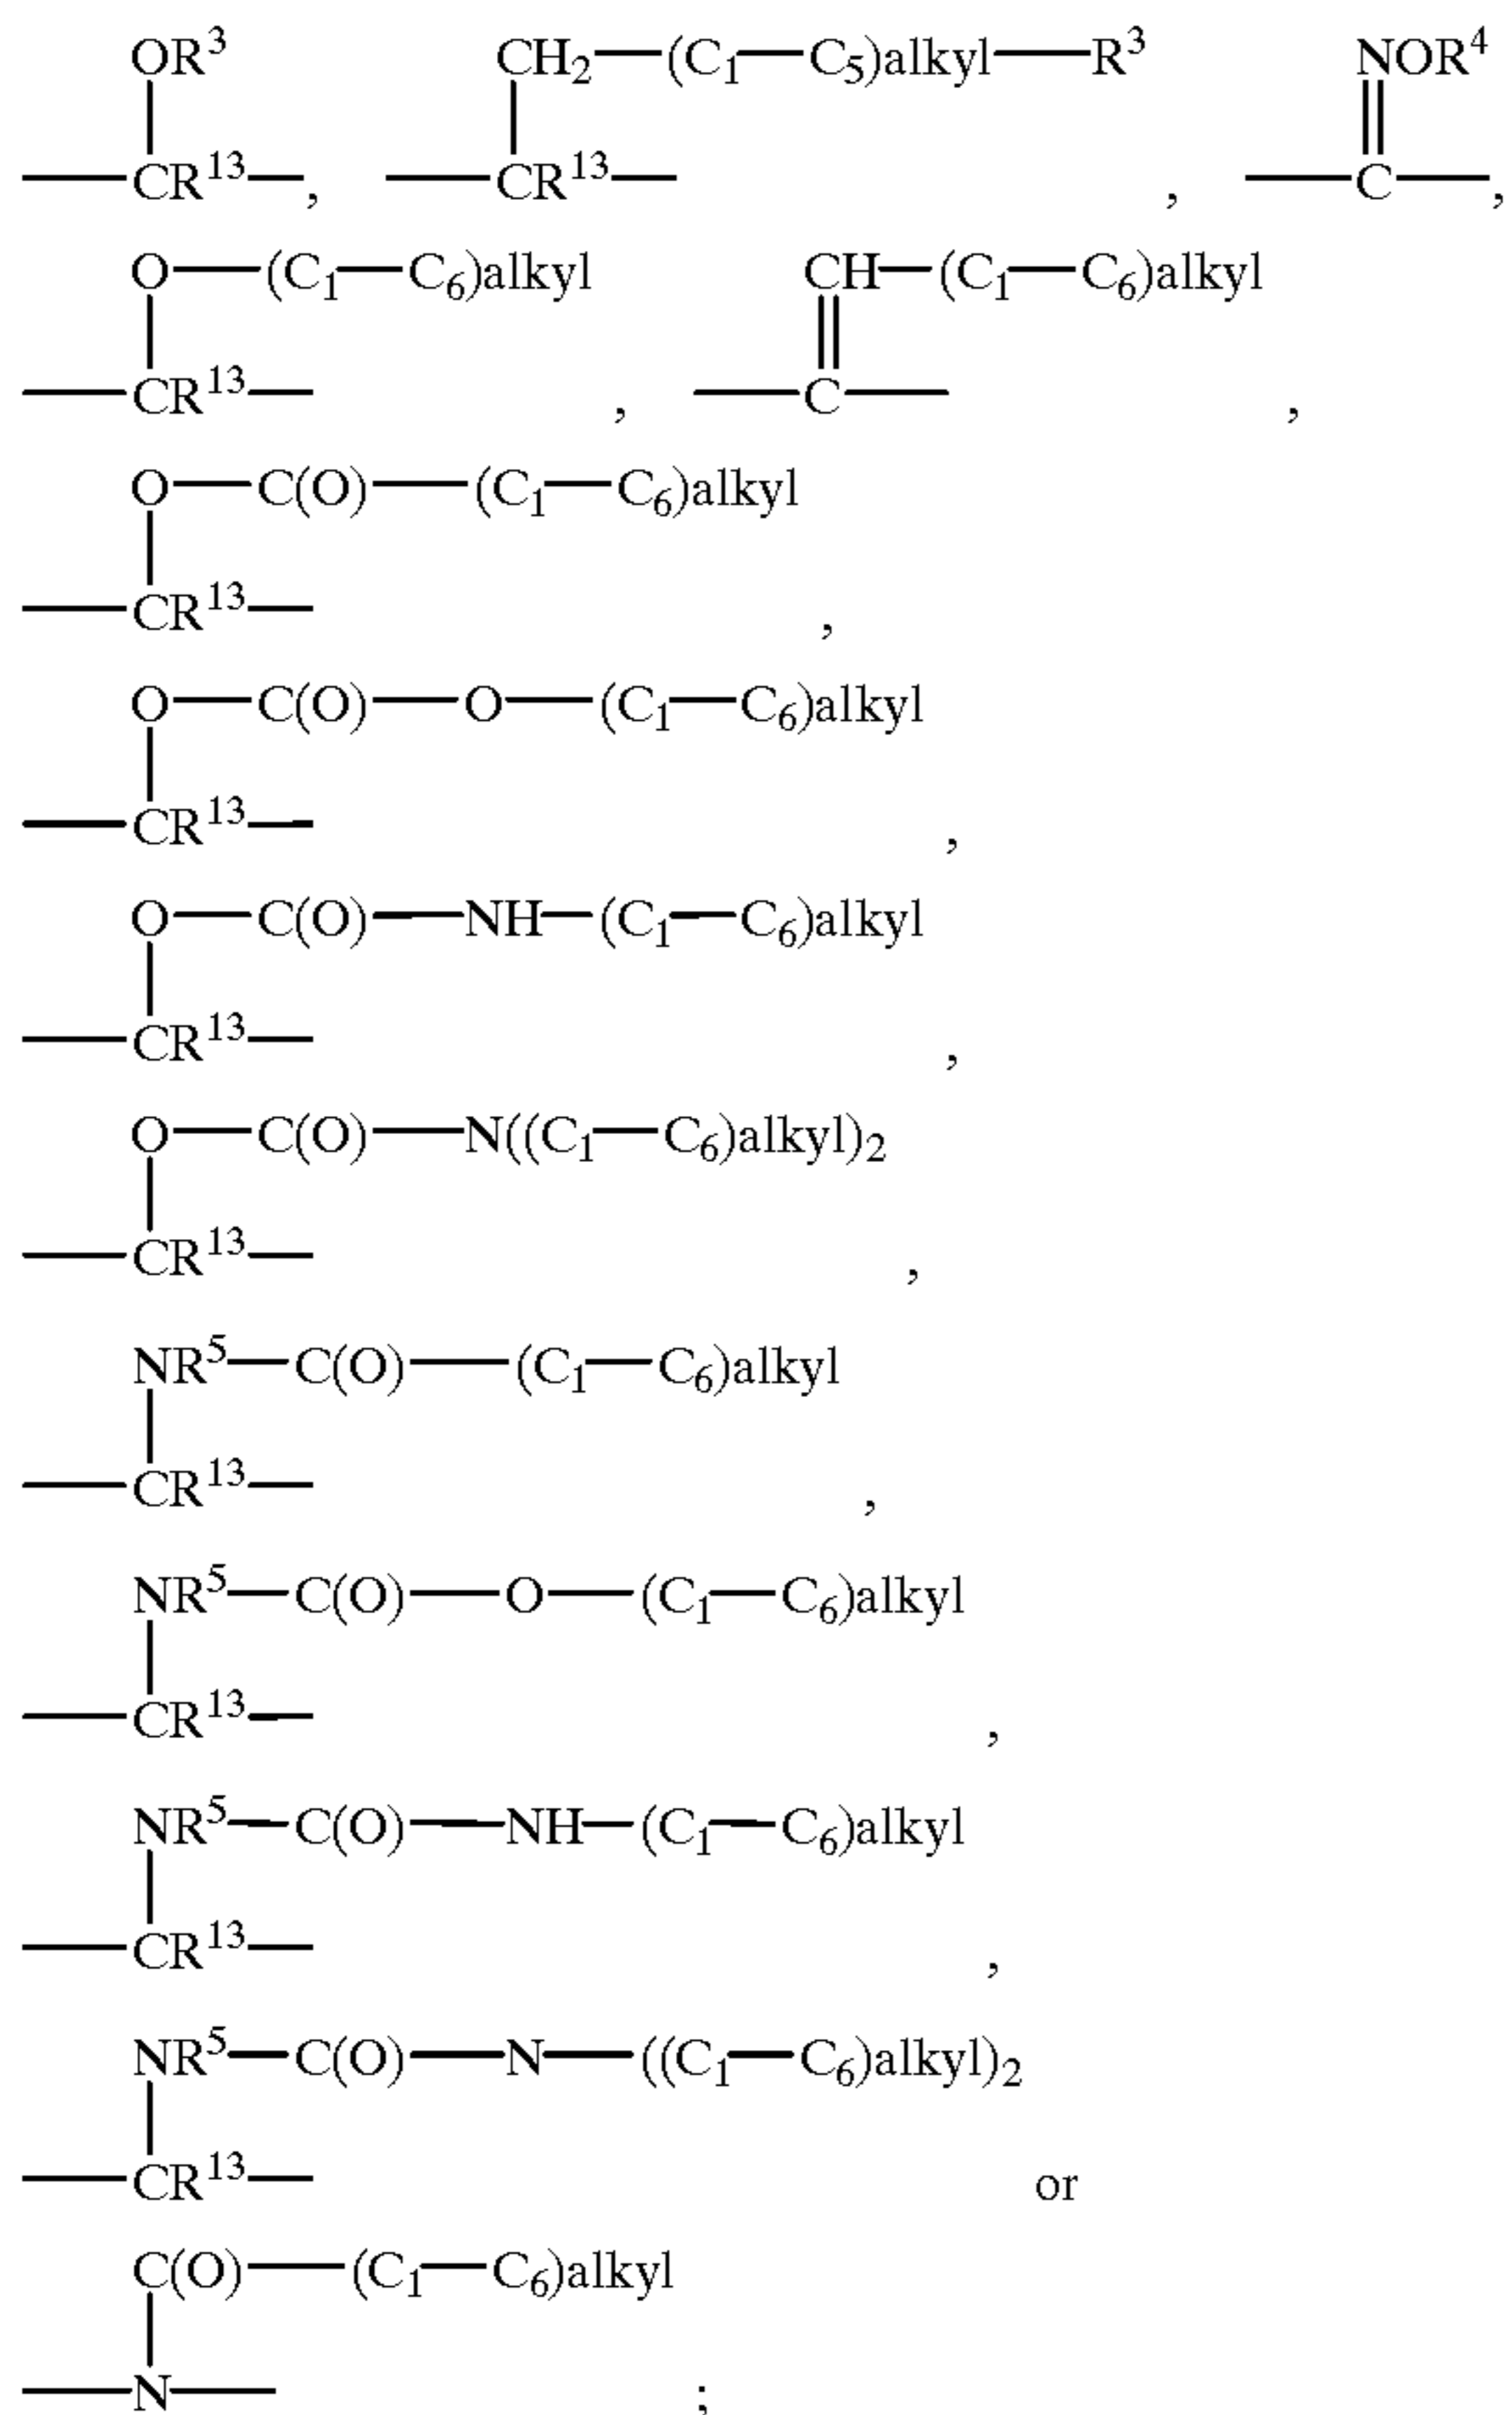 OR³ CH₂—(C₁—C₅)alkyl—R³ NOR⁴
—CR¹³—, —CR¹³— , —C—,
O—(C₁—C₆)alkyl CH—(C₁—C₆)alkyl
—CR¹³— , —C— ,
O—C(O)—(C₁—C₆)alkyl
—CR¹³— ,
O—C(O)—O—(C₁—C₆)alkyl
—CR¹³— ,
O—C(O)—NH—(C₁—C₆)alkyl
—CR¹³— ,
O—C(O)—N((C₁—C₆)alkyl)₂
—CR¹³— ,
NR⁵—C(O)—(C₁—C₆)alkyl
—CR¹³— ,
NR⁵—C(O)—O—(C₁—C₆)alkyl
—CR¹³— ,
NR⁵—C(O)—NH—(C₁—C₆)alkyl
—CR¹³— ,
NR⁵—C(O)—N—((C₁—C₆)alkyl)₂
—CR¹³— or
C(O)—(C₁—C₆)alkyl
—N— ;